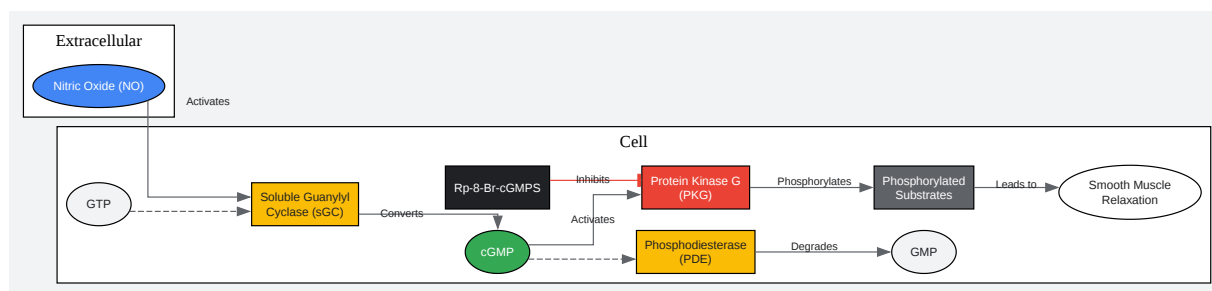 Extracellular
Nitric Oxide (NO)
Activates
Cell
GTP
Soluble Guanylyl
Cyclase (sGC)
Converts
Rp-8-Br-cGMPS
Inhibits
cGMP
Activates
Protein Kinase G
(PKG)
Phosphorylates
Phosphorylated
Substrates
Leads to
Smooth Muscle
Relaxation
Phosphodiesterase
(PDE)
Degrades
GMP